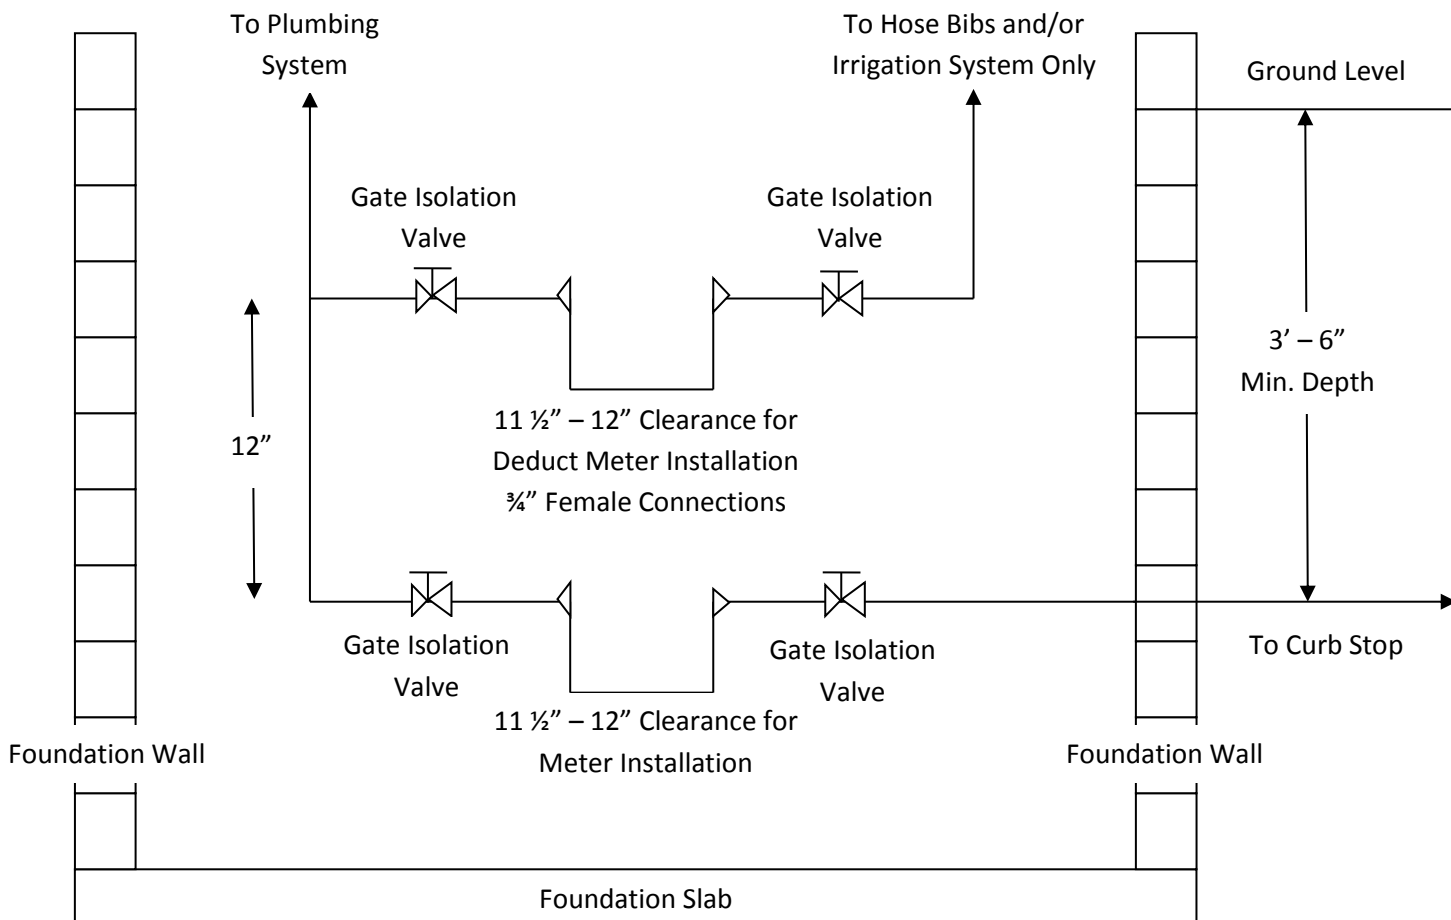 To Plumbing
System
To Hose Bibs and/or
Irrigation System Only
Ground Level
Gate Isolation
Valve
Gate Isolation
Valve
3’ – 6”
Min. Depth
12”
11 ½” – 12” Clearance for
Deduct Meter Installation
¾” Female Connections
Gate Isolation
Valve
Gate Isolation
Valve
To Curb Stop
11 ½” – 12” Clearance for
Meter Installation
Foundation Wall
Foundation Wall
Foundation Slab